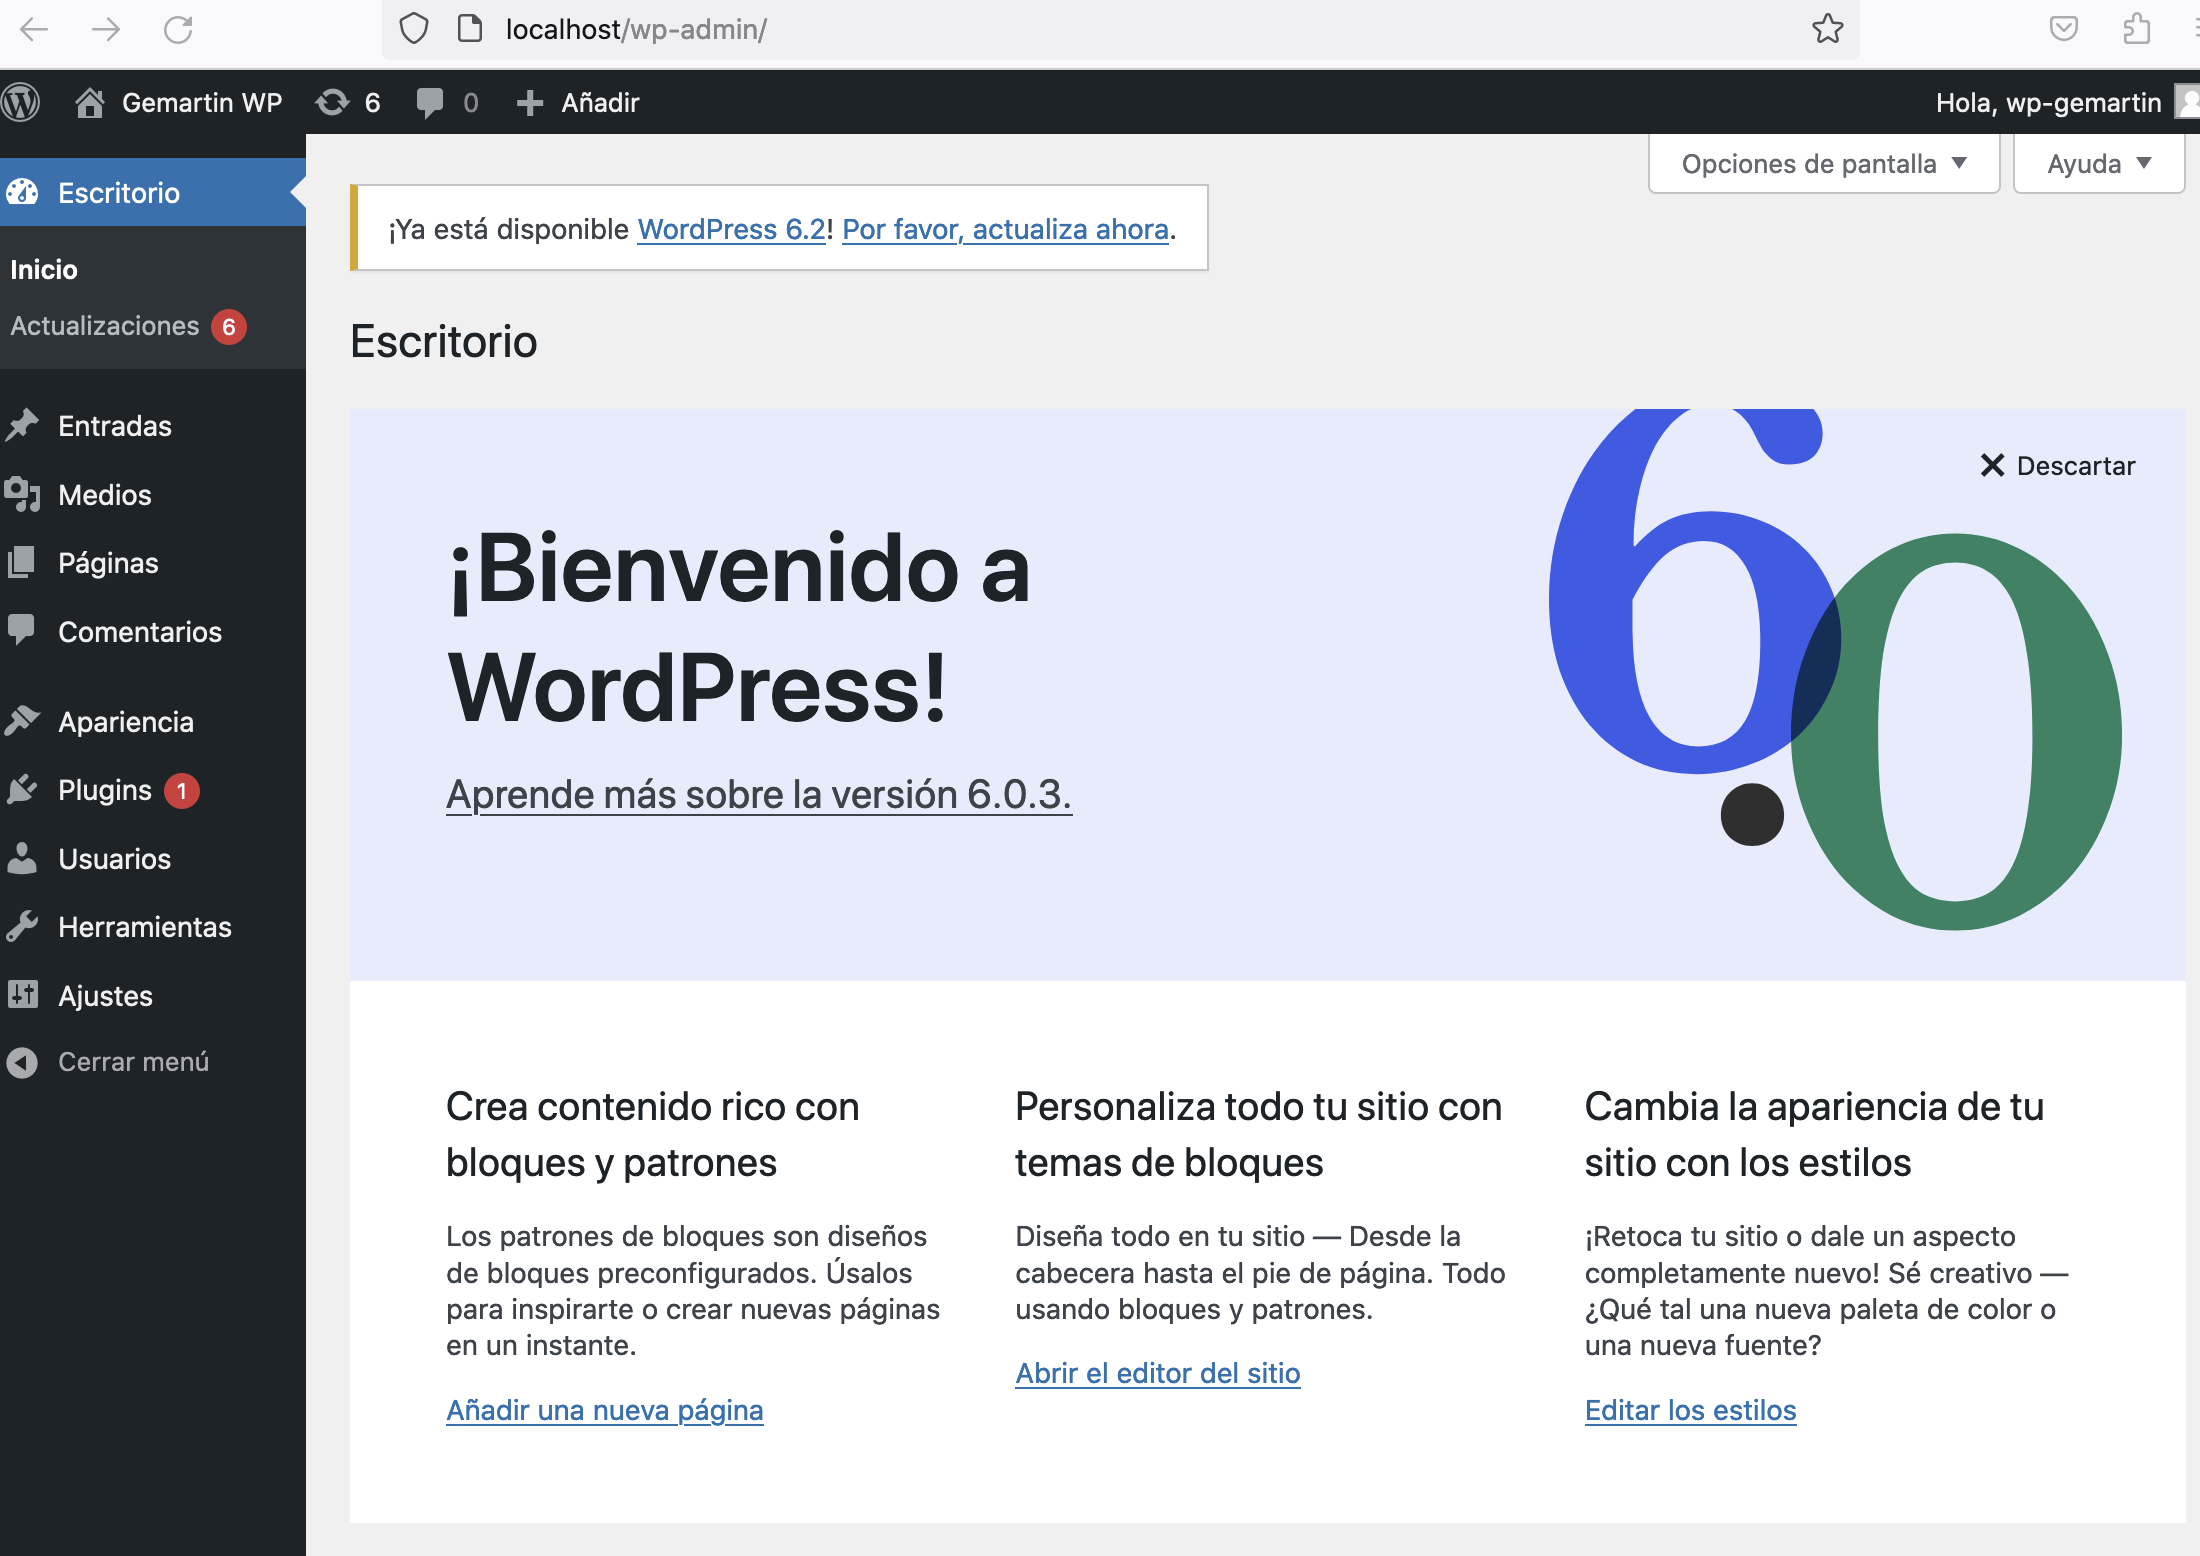 localhost/wp-admin/
Gemartin WP 6 0 Añadir Hola, wp-gemartin
Escritorio
Inicio
Actualizaciones 6
Entradas
Medios
Páginas
Comentarios
Apariencia
Plugins 1
Usuarios
Herramientas
Ajustes
Cerrar menú
Opciones de pantalla Ayuda
¡Ya está disponible WordPress 6.2! Por favor, actualiza ahora.
Escritorio
Descartar
¡Bienvenido a
WordPress!
Aprende más sobre la versión 6.0.3.
6.0
Crea contenido rico con
bloques y patrones
Los patrones de bloques son diseños
de bloques preconfigurados. Úsalos
para inspirarte o crear nuevas páginas
en un instante.
Añadir una nueva página
Personaliza todo tu sitio con
temas de bloques
Diseña todo en tu sitio — Desde la
cabecera hasta el pie de página. Todo
usando bloques y patrones.
Abrir el editor del sitio
Cambia la apariencia de tu
sitio con los estilos
¡Retoca tu sitio o dale un aspecto
completamente nuevo! Sé creativo —
¿Qué tal una nueva paleta de color o
una nueva fuente?
Editar los estilos